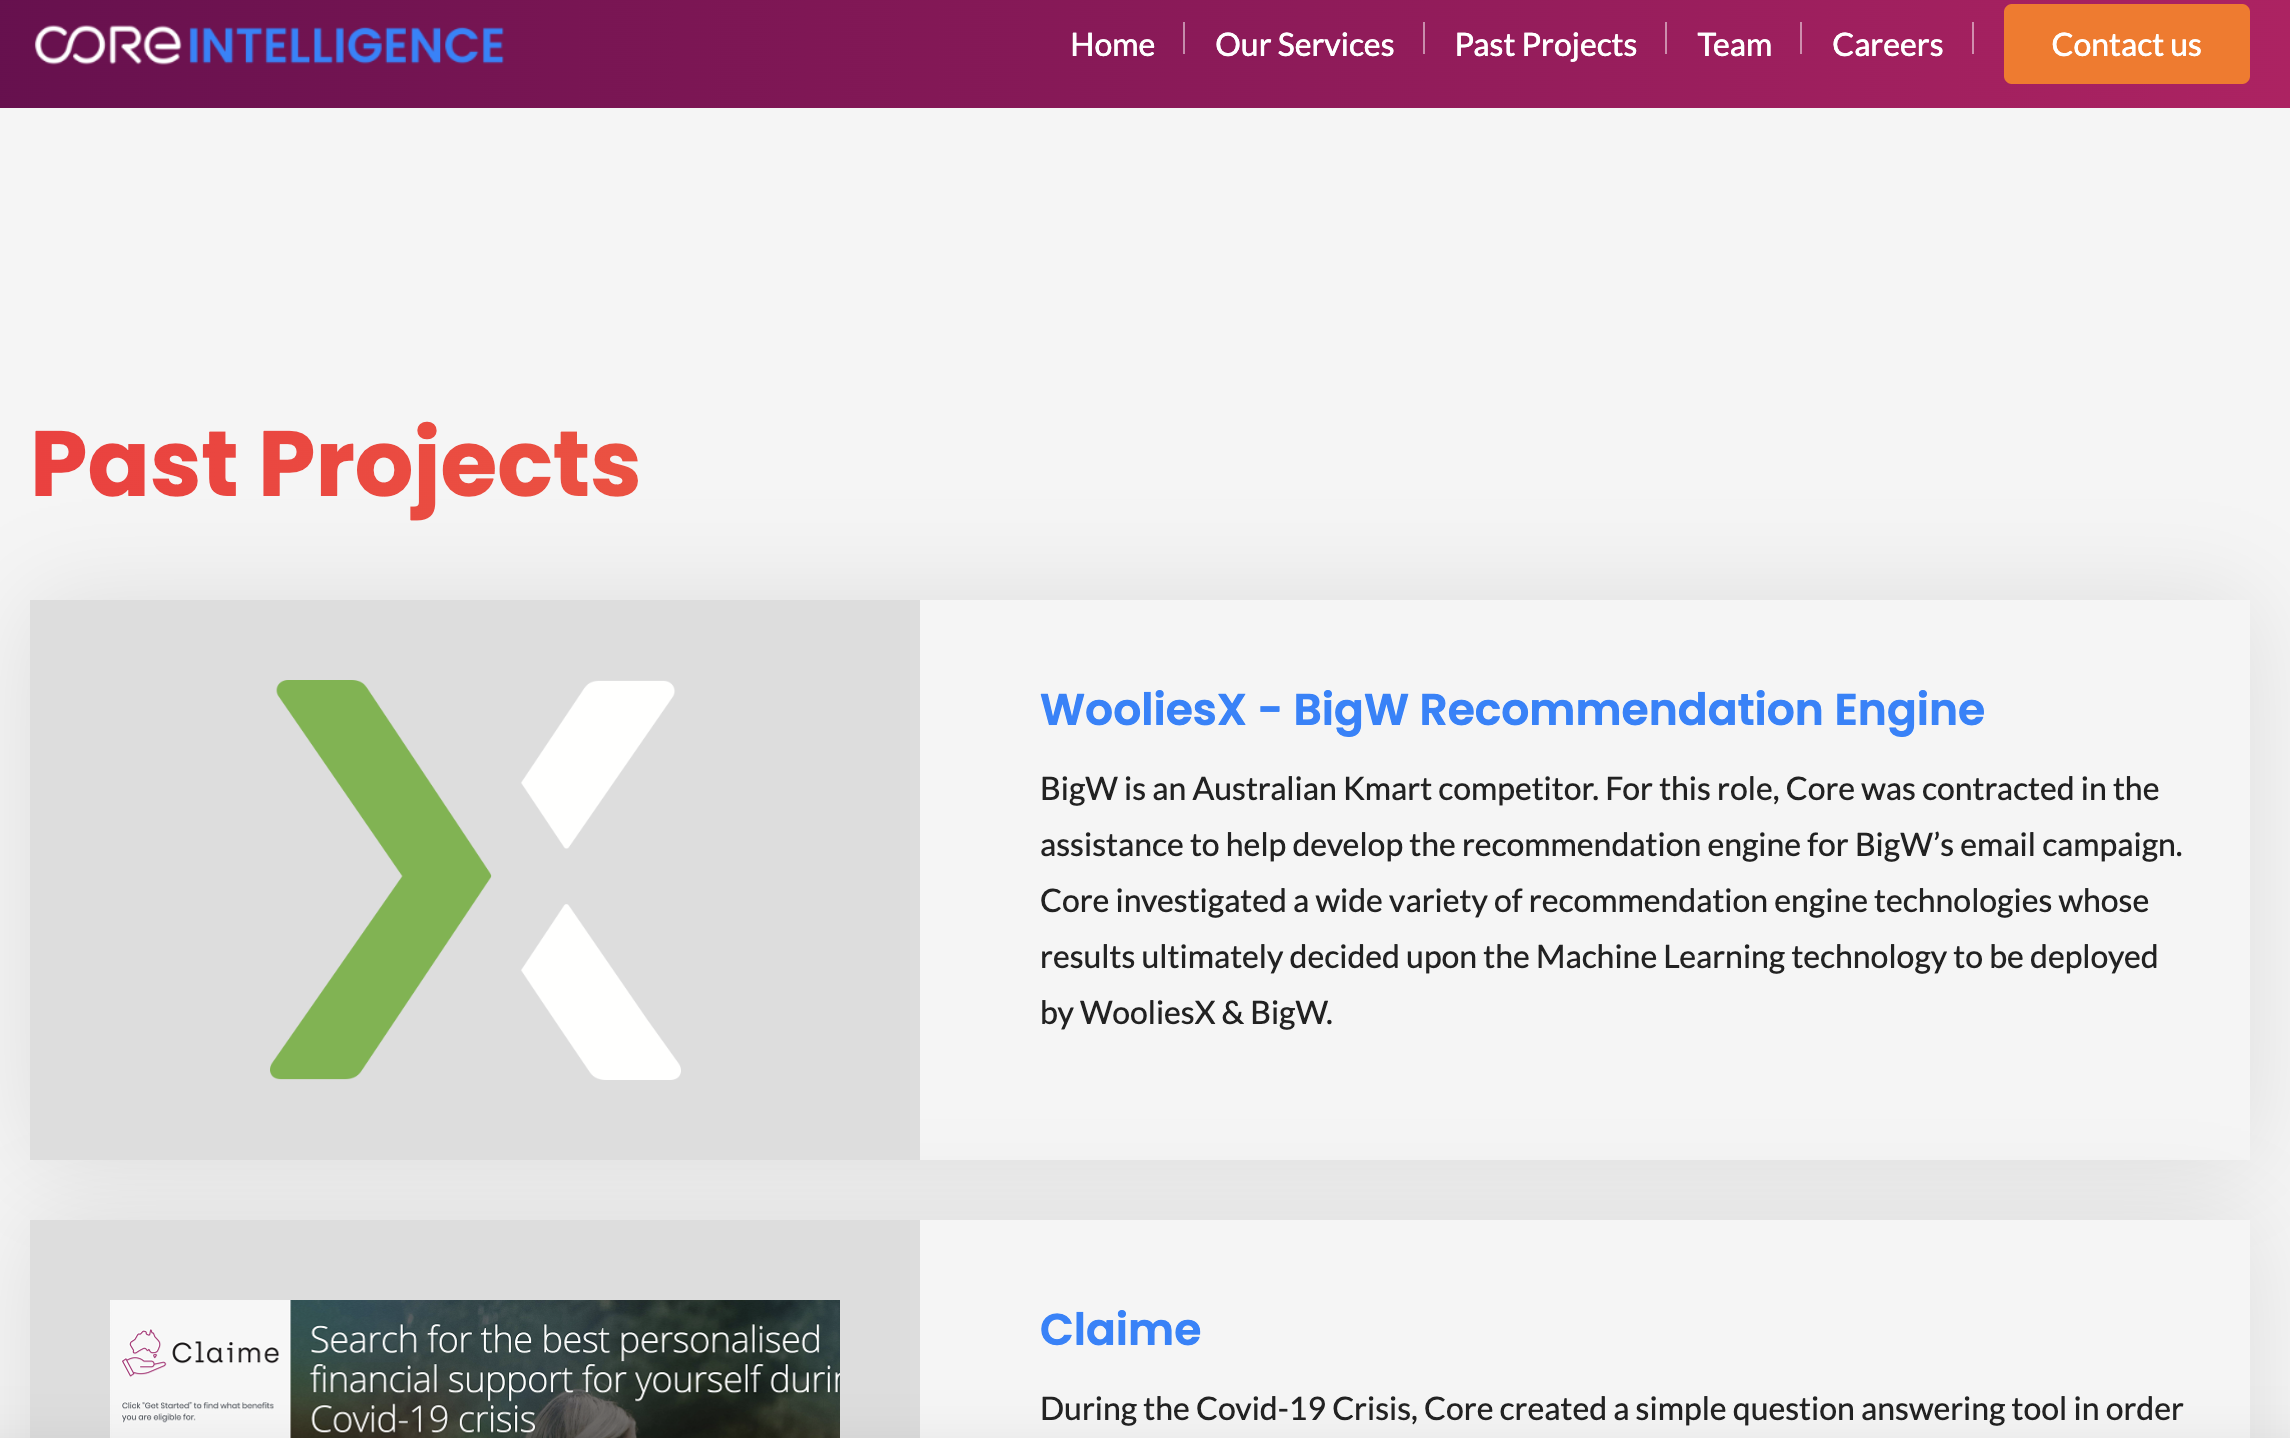 CORE INTELLIGENCE
Home
Our Services
Past Projects
Team
Careers
Contact us
Past Projects
WooliesX - BigW Recommendation Engine
BigW is an Australian Kmart competitor. For this role, Core was contracted in the
assistance to help develop the recommendation engine for BigW’s email campaign.
Core investigated a wide variety of recommendation engine technologies whose
results ultimately decided upon the Machine Learning technology to be deployed
by WooliesX & BigW.
Claime
Click "Get Started" to find what benefits
you are eligible for.
Search for the best personalised
financial support for yourself durin
Covid-19 crisis
Claime
During the Covid-19 Crisis, Core created a simple question answering tool in order